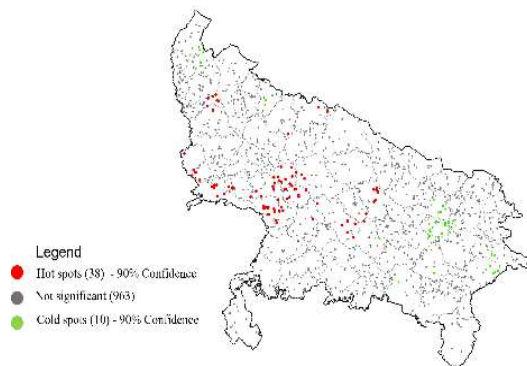 Legend
Hot spots (38) - 90% Confidence
Not significant (963)
Cold spots (10) - 90% Confidence